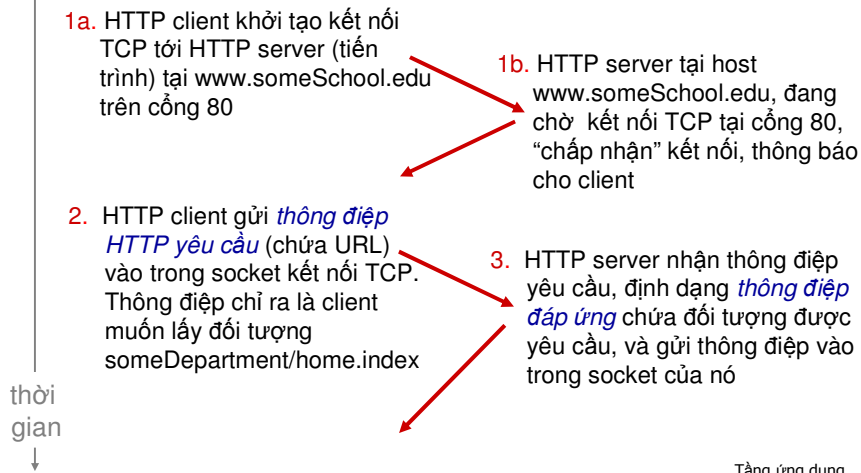 1a. HTTP client khởi tạo kết nối
TCP tới HTTP server (tiến
trình) tại www.someSchool.edu
trên cổng 80
1b. HTTP server tại host
www.someSchool.edu, đang
chờ kết nối TCP tại cổng 80,
“chấp nhận” kết nối, thông báo
cho client
2. HTTP client gửi thông điệp
HTTP yêu cầu (chứa URL)
vào trong socket kết nối TCP.
Thông điệp chỉ ra là client
muốn lấy đối tượng
someDepartment/home.index
3. HTTP server nhận thông điệp
yêu cầu, định dạng thông điệp
đáp ứng chứa đối tượng được
yêu cầu, và gửi thông điệp vào
trong socket của nó
thời
gian
Tầng ứng dụng